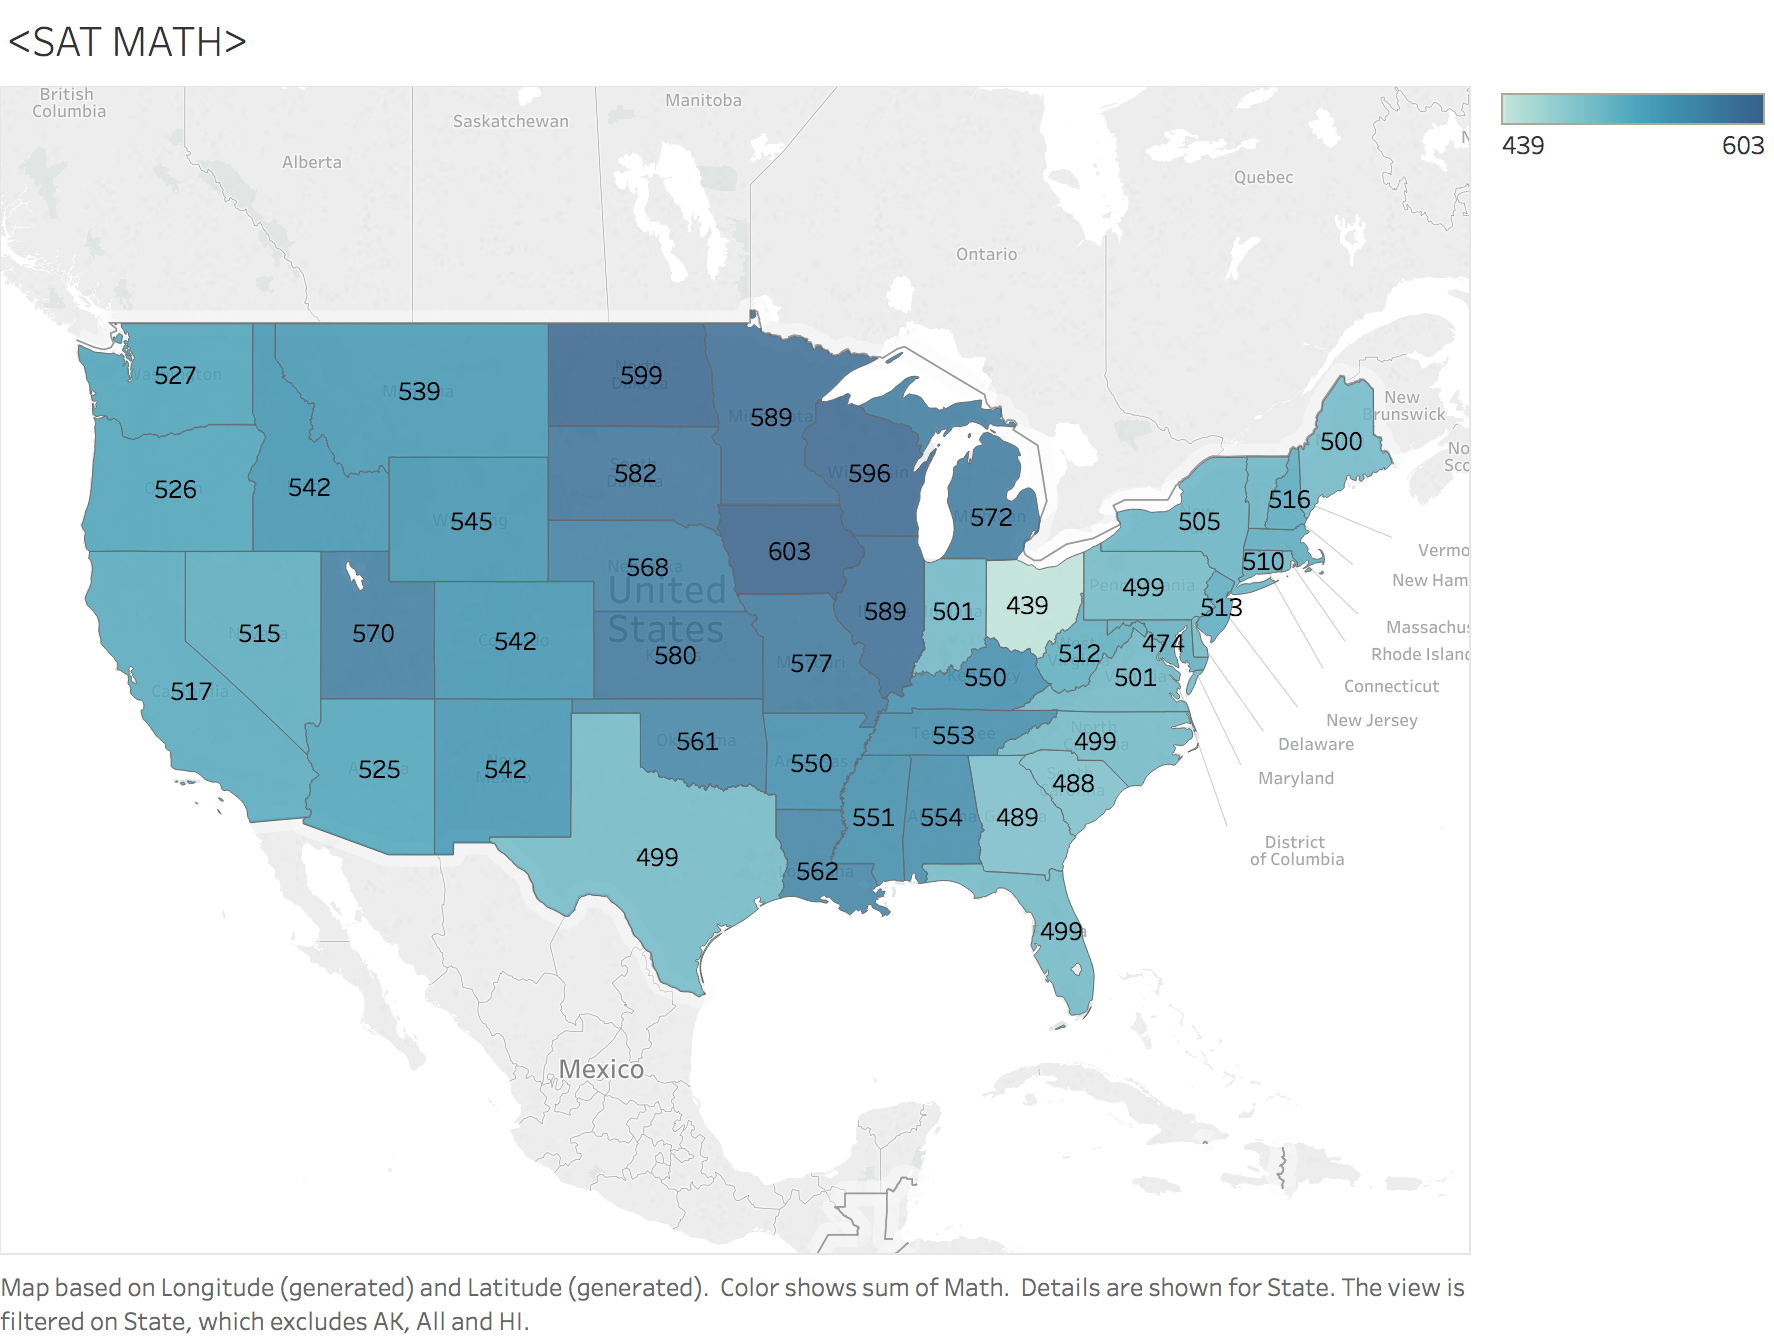 <SAT MATH>
439
603
British
Columbia
Alberta
Saskatchewan
Manitoba
Ontario
Quebec
New
Brunswick
No
Sco
527
539
599
589
596
572
526
542
545
582
568
603
United
States
500
516
505
510
499
513
474
515
570
542
580
577
589
501
439
512
550
501
517
525
542
561
550
553
499
488
551
554
489
499
562
499
Vermo
New Ham
Massachus
Rhode Islan
Connecticut
New Jersey
Delaware
Maryland
District
of Columbia
Mexico
Map based on Longitude (generated) and Latitude (generated).  Color shows sum of Math.  Details are shown for State. The view is
filtered on State, which excludes AK, All and HI.